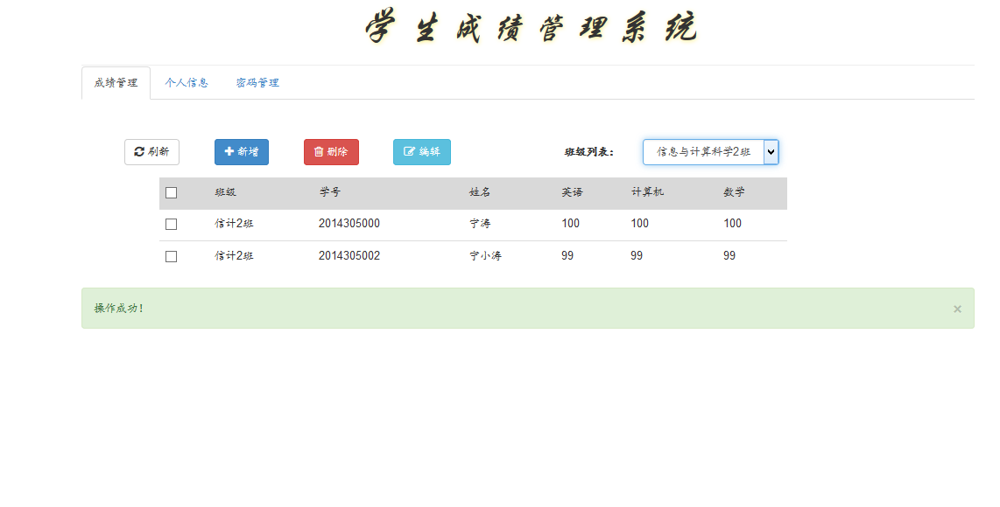 学生成绩管理系统
成绩管理 个人信息 密码管理
刷新 新增 删除 编辑 班级列表： 信息与计算科学2班
班级 学号 姓名 英语 计算机 数学
信计2班 2014305000 宁涛 100 100 100
信计2班 2014305002 宁小涛 99 99 99
操作成功！ ×